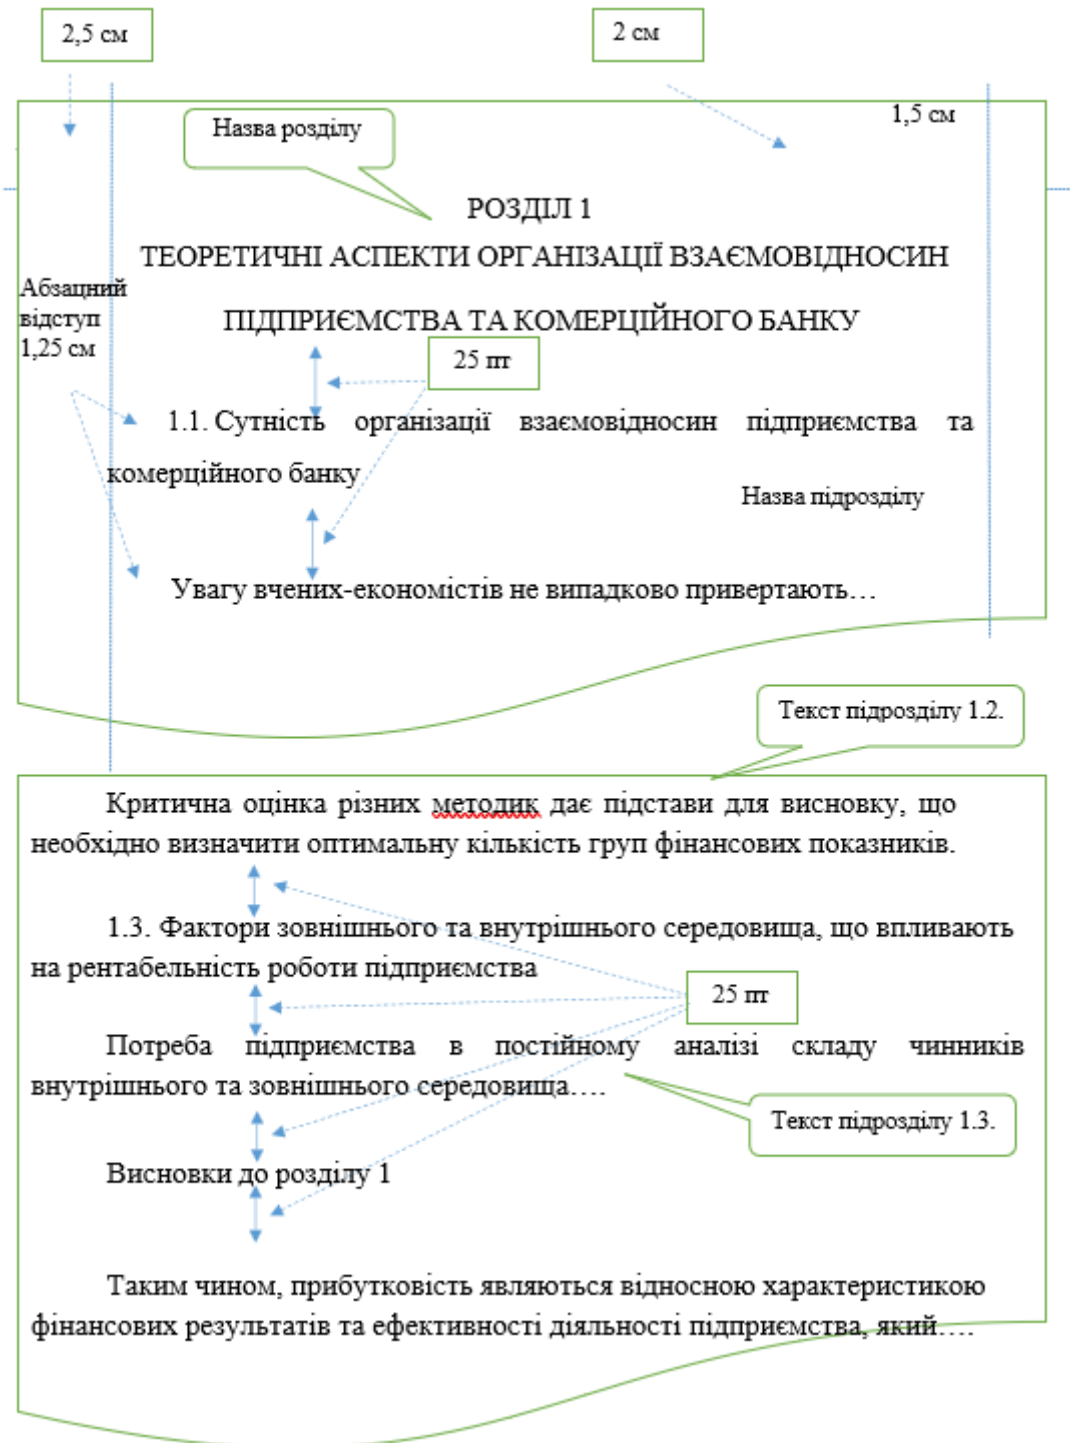 2,5 см
2 см
1,5 см
Назва розділу
РОЗДІЛ 1
ТЕОРЕТИЧНІ АСПЕКТИ ОРГАНІЗАЦІЇ ВЗАЄМОВІДНОСИН
ПІДПРИЄМСТВА ТА КОМЕРЦІЙНОГО БАНКУ
Абзацний
відступ
1,25 см
25 пт
1.1. Сутність організації взаємовідносин підприємства та
комерційного банку
Назва підрозділу
Увагу вчених-економістів не випадково привертають…
Текст підрозділу 1.2.
Критична оцінка різних методик дає підстави для висновку, що
необхідно визначити оптимальну кількість груп фінансових показників.
1.3. Фактори зовнішнього та внутрішнього середовища, що впливають
на рентабельність роботи підприємства
25 пт
Потреба підприємства в постійному аналізі складу чинників
внутрішнього та зовнішнього середовища….
Текст підрозділу 1.3.
Висновки до розділу 1
Таким чином, прибутковість являються відносною характеристикою
фінансових результатів та ефективності діяльності підприємства, який….